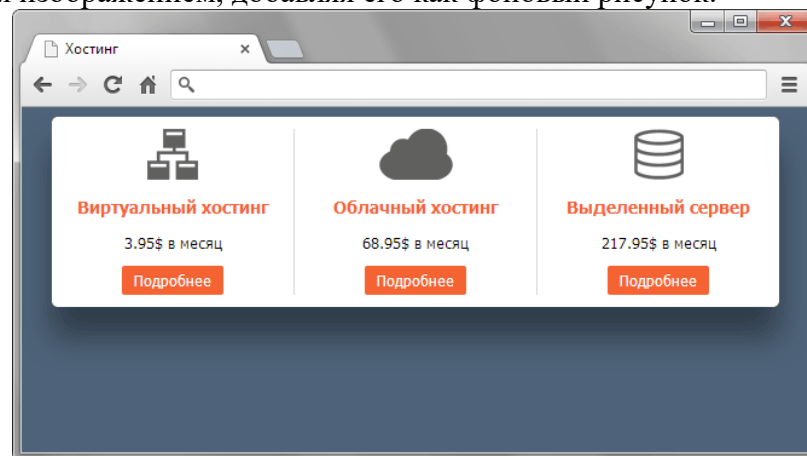 изображением, добавляя его как фоновый рисунок.
Хостинг
Виртуальный хостинг Облачный хостинг Выделенный сервер
3.95$ в месяц 68.95$ в месяц 217.95$ в месяц
Подробнее Подробнее Подробнее